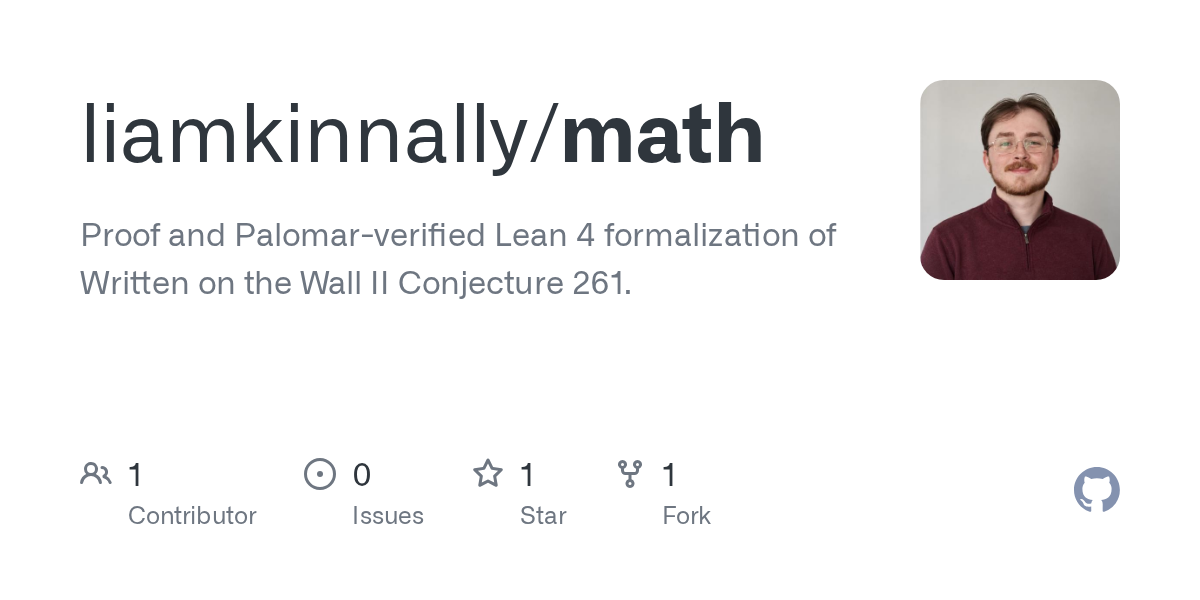 liamkinnally/math
Proof and Palomar-verified Lean 4 formalization of
Written on the Wall II Conjecture 261.
1
Contributor
0
Issues
1
Star
1
Fork